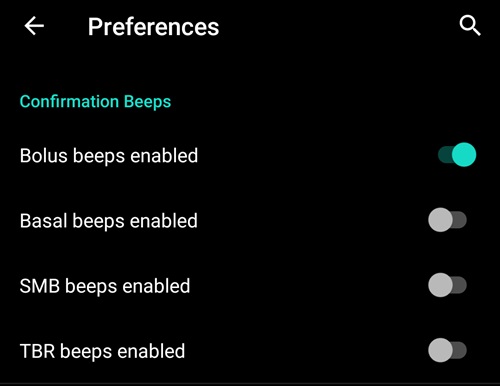 Preferences
Confirmation Beeps
Bolus beeps enabled
Basal beeps enabled
SMB beeps enabled
TBR beeps enabled